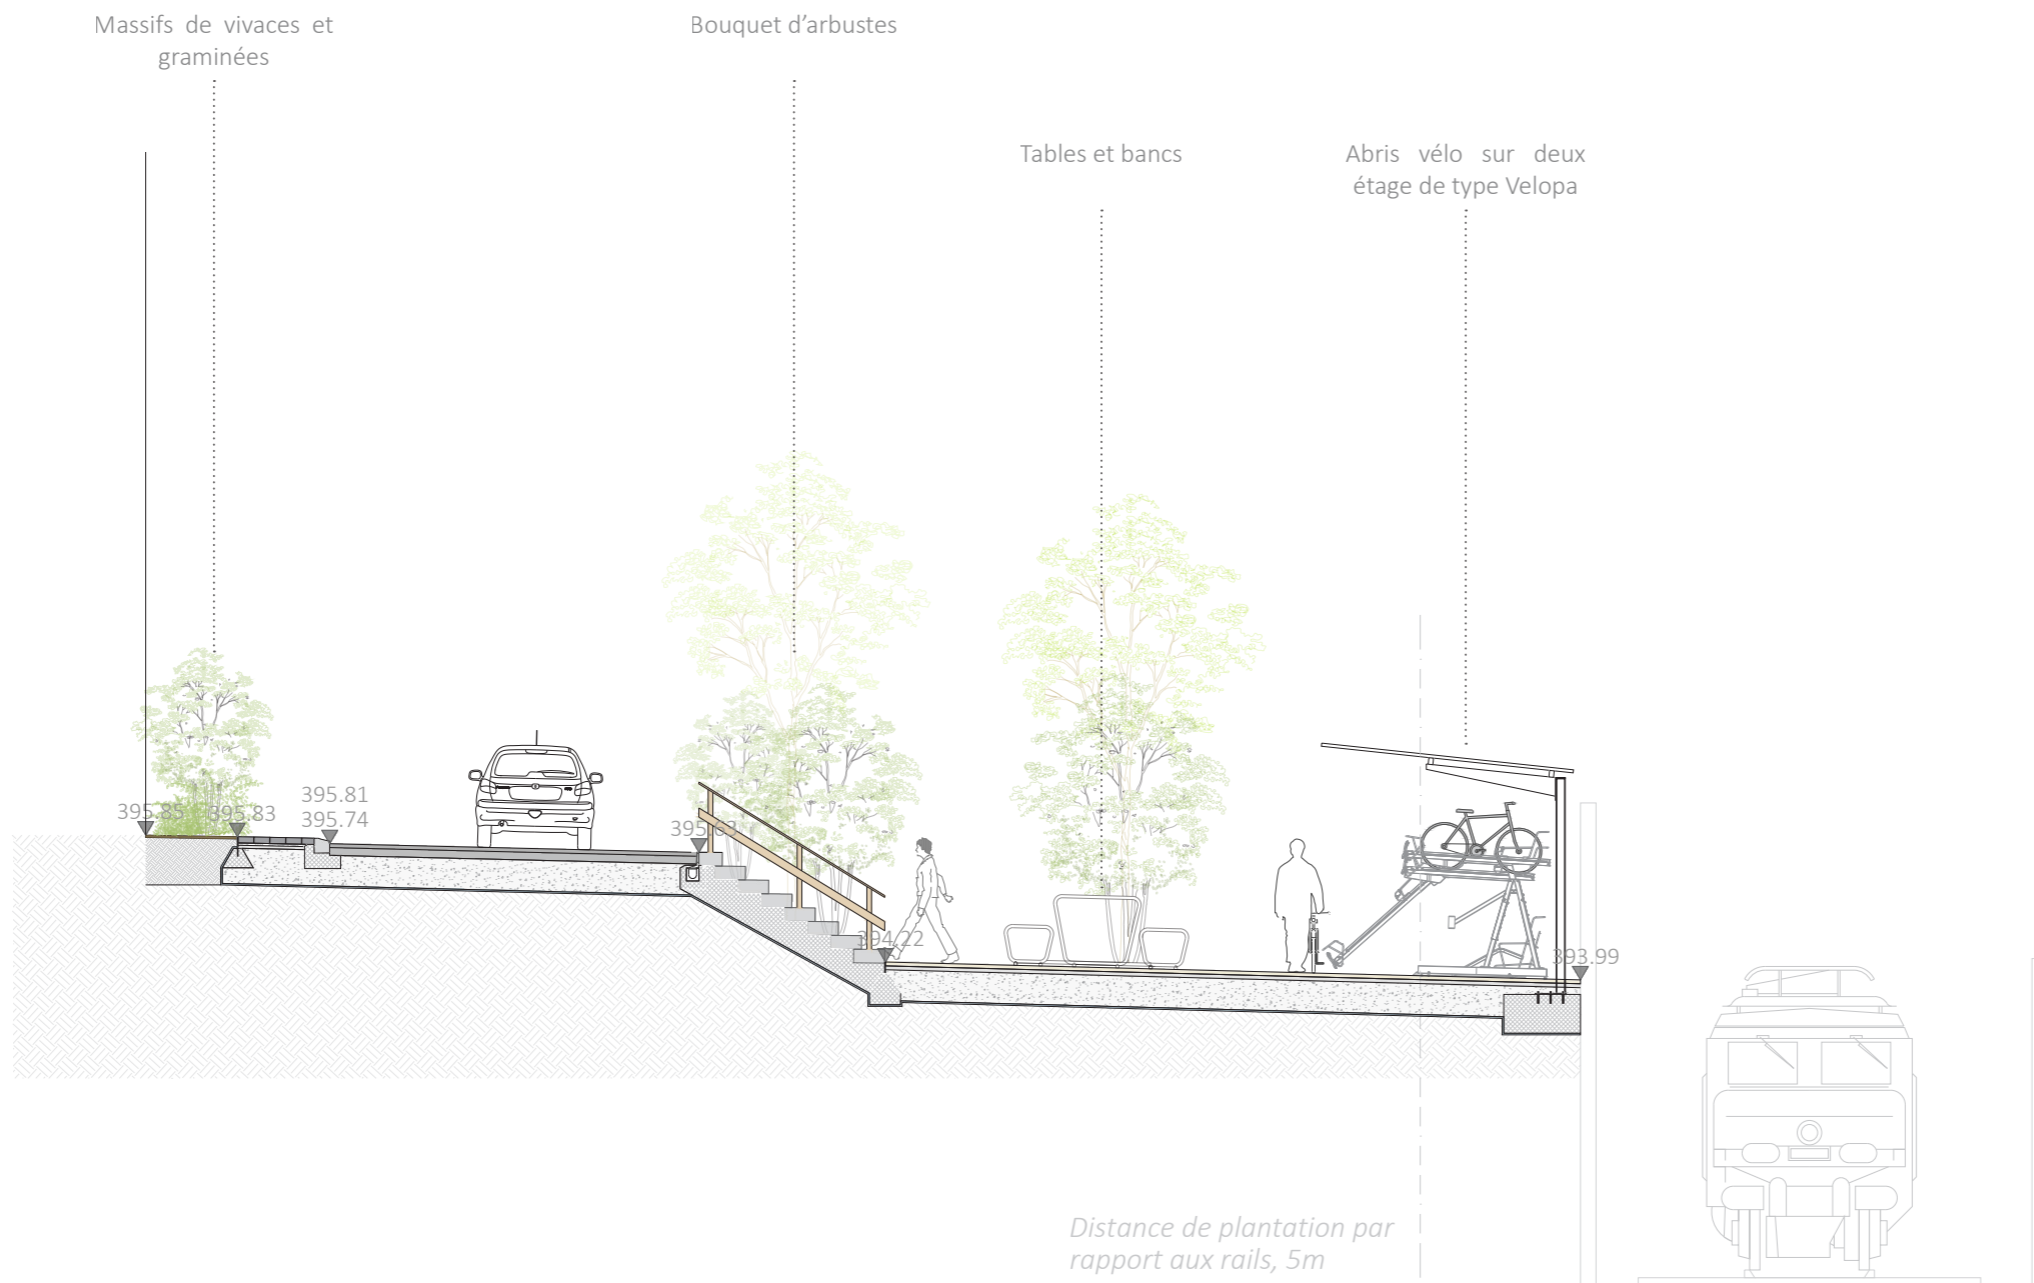 Massifs de vivaces et
graminées
Bouquet d’arbustes
Tables et bancs
Abris vélo sur deux
étage de type Velopa
395.85
395.83
395.81
395.74
395.63
394.22
393.99
Distance de plantation par
rapport aux rails, 5m